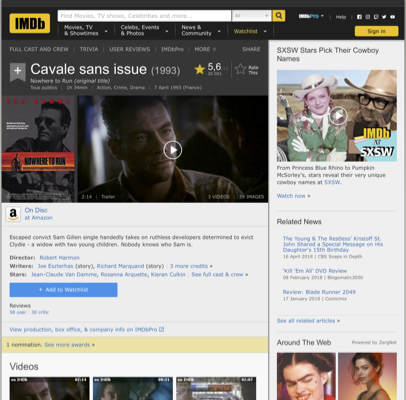 IMDb
Find Movies, TV shows, Celebrities and more...
All
IMDbPro
Help
Movies, TV & Showtimes
Celebs, Events & Photos
News & Community
Watchlist
Sign in
FULL CAST AND CREW | TRIVIA | USER REVIEWS | IMDbPro | MORE
SHARE
+ Cavale sans issue (1993)
Nowhere to Run (original title)
Tous publics | 1h 34min | Action, Crime, Drama | 7 April 1993 (France)
5,6
Rate This
NOWHERE TO RUN
2:14 | Trailer
3 VIDEOS | 39 IMAGES
a On Disc
at Amazon
Escaped convict Sam Gillen single handedly takes on ruthless developers determined to evict
Clyde - a widow with two young children. Nobody knows who Sam is.
Director: Robert Harmon
Writers: Joe Eszterhas (story), Richard Marquand (story) | 3 more credits »
Stars: Jean-Claude Van Damme, Rosanna Arquette, Kieran Culkin | See full cast & crew »
+ Add to Watchlist
Reviews
58 user | 30 critic
View production, box office, & company info on IMDbPro
1 nomination. See more awards »
Videos
SXSW Stars Pick Their Cowboy
Names
IMDb
at
SXSW
From Princess Blue Rhino to Pumpkin
McSorley's, stars reveal their very
unique cowboy names at SXSW.
Watch now »
Related News
The Young & The Restless' Kristoff St.
John Shared a Special Message on His
Daughter's 15th Birthday
16 April 2018 | CBS Soaps In Depth
'Kill 'Em All' DVD Review
08 February 2018 | Blogomatic3000
Review: Blade Runner 2049
17 January 2018 | Comicmix
See all related articles »
Around The Web
Powered by ZergNet